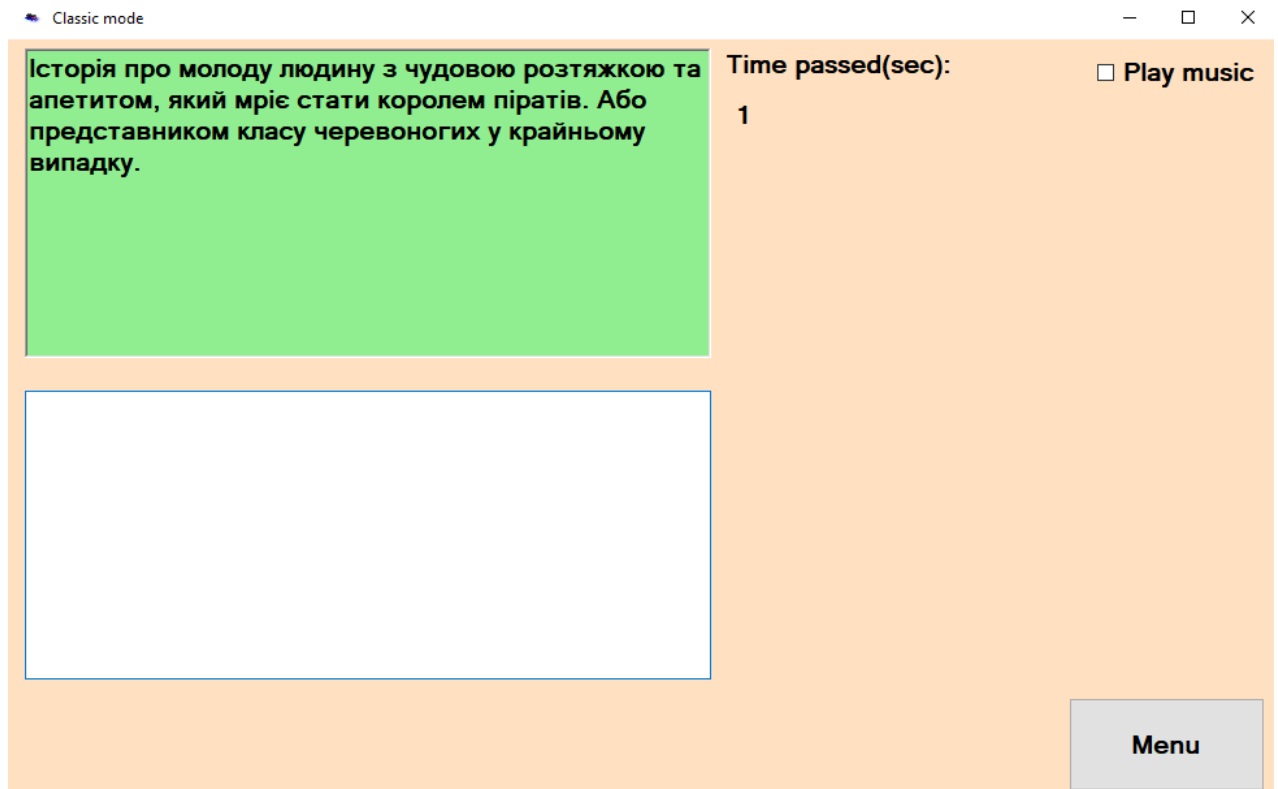 Classic mode
Історія про молоду людину з чудовою розтяжкою та
апетитом, який мріє стати королем піратів. Або
представником класу черевоногих у крайньому
випадку.
Time passed(sec):
1
Play music
Menu